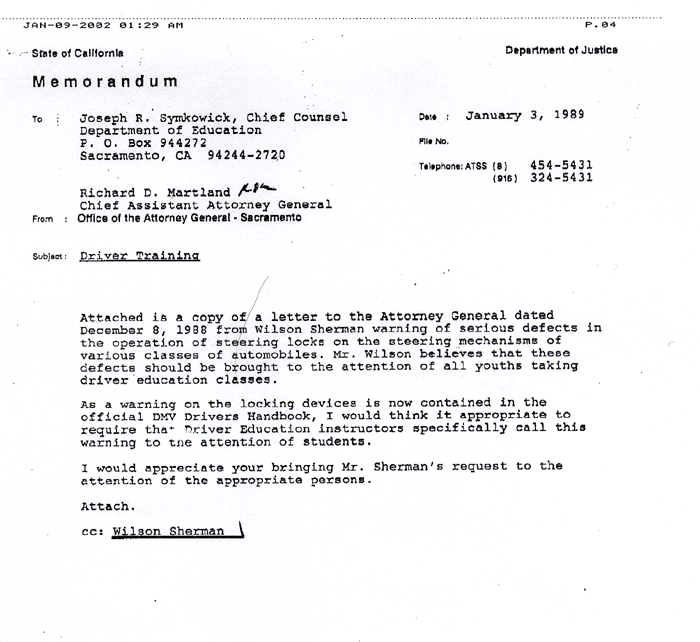 JAN-09-2002 01:29 AM P.04
State of California Department of Justice
Memorandum
To : Joseph R. Symkowick, Chief Counsel
Department of Education
P. O. Box 944272
Sacramento, CA 94244-2720
Date : January 3, 1989
File No.
Telephone: ATSS (8) 454-5431
(916) 324-5431
Richard D. Martland
Chief Assistant Attorney General
From : Office of the Attorney General - Sacramento
Subject: Driver Training
Attached is a copy of a letter to the Attorney General dated
December 8, 1988 from Wilson Sherman warning of serious defects in
the operation of steering locks on the steering mechanisms of
various classes of automobiles. Mr. Wilson believes that these
defects should be brought to the attention of all youths taking
driver education classes.
As a warning on the locking devices is now contained in the
official DMV Drivers Handbook, I would think it appropriate to
require that Driver Education instructors specifically call this
warning to the attention of students.
I would appreciate your bringing Mr. Sherman's request to the
attention of the appropriate persons.
Attach.
cc: Wilson Sherman